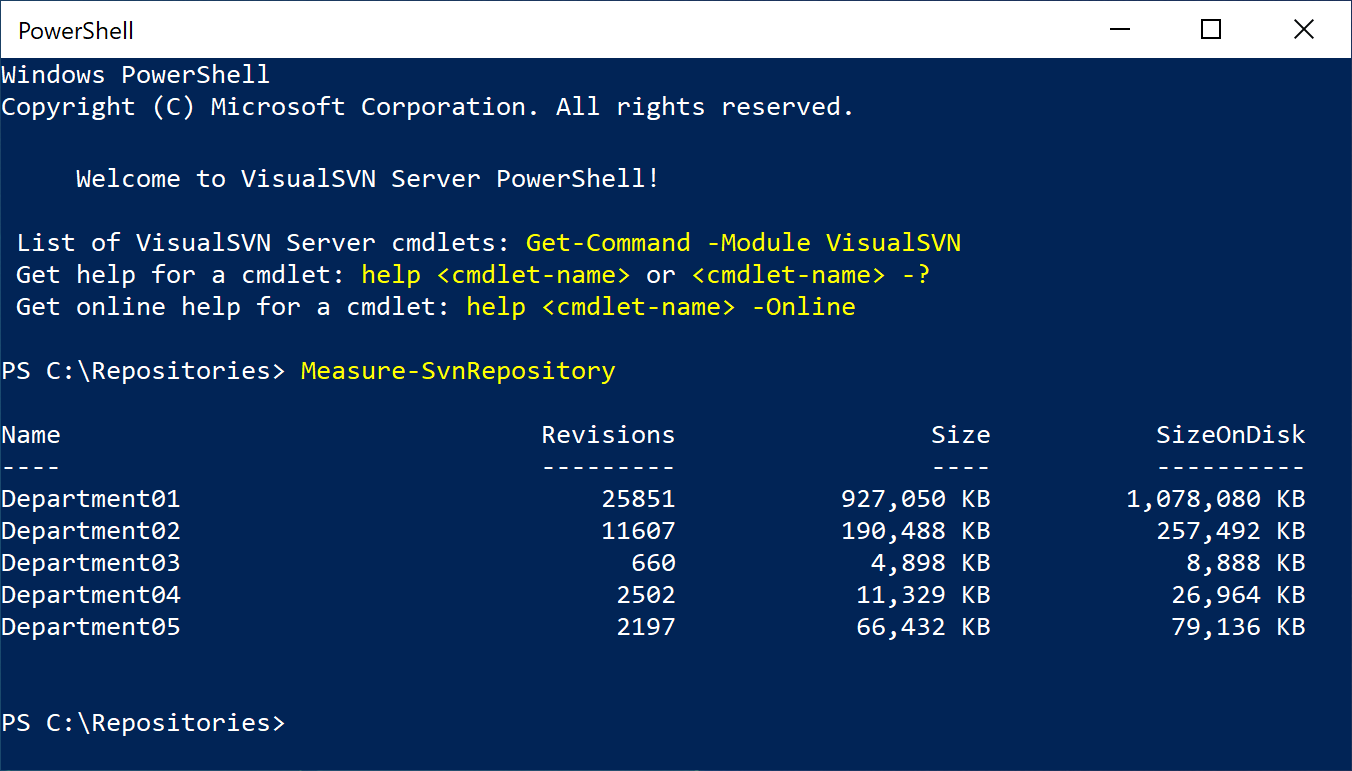 PowerShell
Windows PowerShell
Copyright (C) Microsoft Corporation. All rights reserved.
Welcome to VisualSVN Server PowerShell!
List of VisualSVN Server cmdlets: Get-Command -Module VisualSVN
Get help for a cmdlet: help <cmdlet-name> or <cmdlet-name> -?
Get online help for a cmdlet: help <cmdlet-name> -Online
PS C:\Repositories> Measure-SvnRepository
Name Revisions Size SizeOnDisk
---- --------- ---- ----------
Department01 25851 927,050 KB 1,078,080 KB
Department02 11607 190,488 KB 257,492 KB
Department03 660 4,898 KB 8,888 KB
Department04 2502 11,329 KB 26,964 KB
Department05 2197 66,432 KB 79,136 KB
PS C:\Repositories>